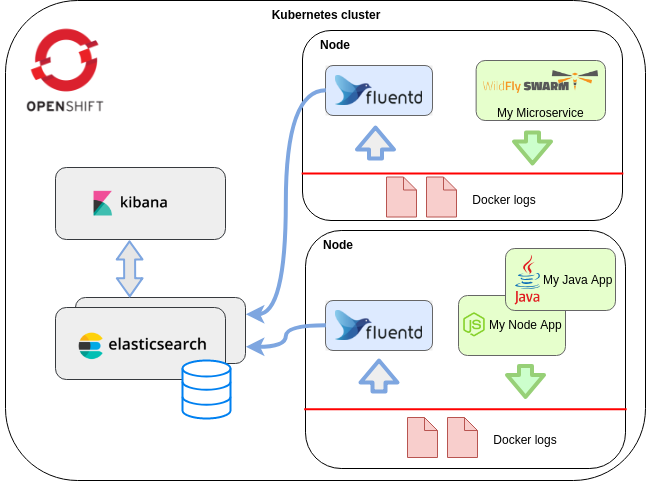 Kubernetes cluster
OPENSHIFT
Node
fluentd
WildFly SWARM
My Microservice
Docker logs
kibana
elasticsearch
Node
fluentd
Java
My Java App
JS
My Node App
Docker logs